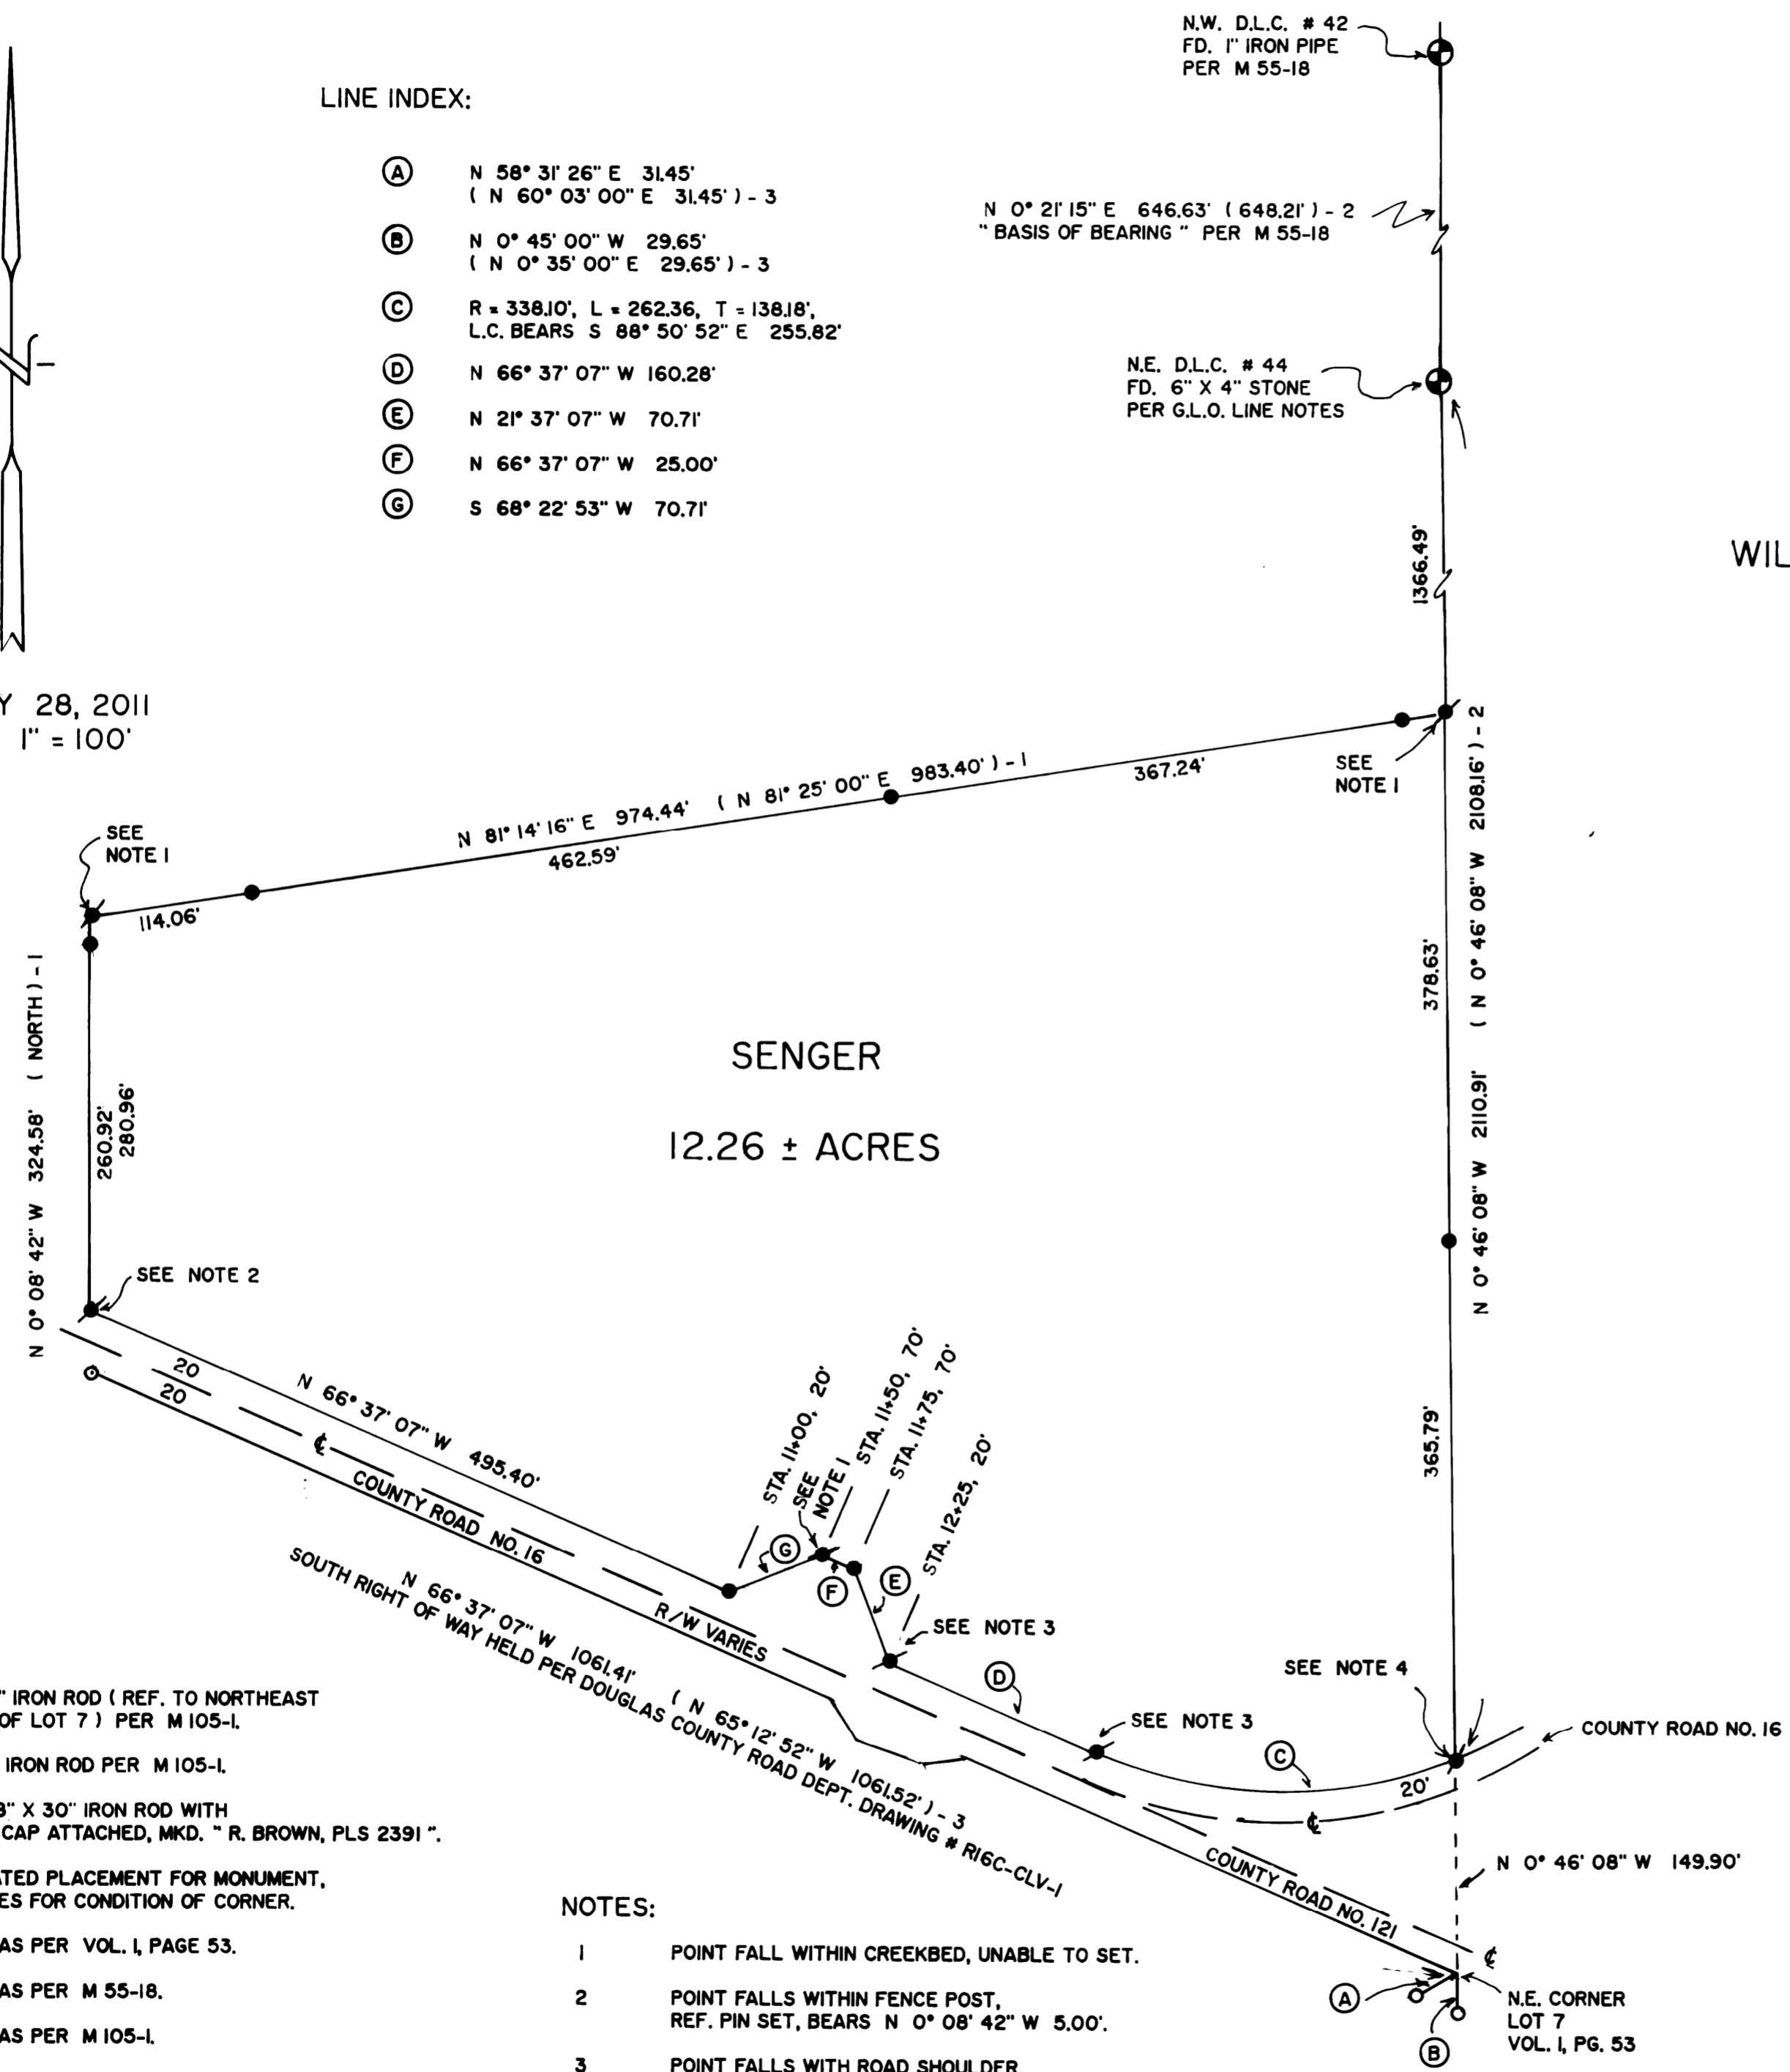 N.W. D.L.C. # 42
FD. 1" IRON PIPE
PER M 55-18
LINE INDEX:
A N 58° 31' 26" E 31.45'
( N 60° 03' 00" E 31.45' ) - 3
B N 0° 45' 00" W 29.65'
( N 0° 35' 00" E 29.65' ) - 3
C R = 338.10', L = 262.36, T = 138.18',
L.C. BEARS S 88° 50' 52" E 255.82'
D N 66° 37' 07" W 160.28'
E N 21° 37' 07" W 70.71'
F N 66° 37' 07" W 25.00'
G S 68° 22' 53" W 70.71'
N 0° 21' 15" E 646.63' ( 648.21' ) - 2
" BASIS OF BEARING " PER M 55-18
N.E. D.L.C. # 44
FD. 6" X 4" STONE
PER G.L.O. LINE NOTES
1366.49'
WIL
Y 28, 2011
1" = 100'
SEE
NOTE 1
N 81° 14' 16" E 974.44' ( N 81° 25' 00" E 983.40' ) - 1
367.24'
462.59'
SEE
NOTE 1
114.06'
N 0° 08' 42" W 324.58' ( NORTH ) - 1
260.92'
280.96'
SENGER
12.26 ± ACRES
378.63'
N 0° 46' 08" W 2110.91' ( N 0° 46' 08" W 2108.16' ) - 2
365.79'
SEE NOTE 2
20
20
N 66° 37' 07" W 495.40'
℄
COUNTY ROAD NO. 16
R/W VARIES
N 66° 37' 07" W 1061.41' ( N 65° 12' 52" W 1061.52' ) - 3
SOUTH RIGHT OF WAY HELD PER DOUGLAS COUNTY ROAD DEPT. DRAWING # R16C-CLV-1
STA. 11+00, 20'
SEE
NOTE 1
STA. 11+50, 70'
STA. 11+75, 70'
STA. 12+25, 20'
G
F
E
SEE NOTE 3
D
SEE NOTE 3
SEE NOTE 4
C
20'
COUNTY ROAD NO. 16
℄
COUNTY ROAD NO. 121
℄
N 0° 46' 08" W 149.90'
A
B
N.E. CORNER
LOT 7
VOL. 1, PG. 53
" IRON ROD ( REF. TO NORTHEAST
OF LOT 7 ) PER M 105-1.
IRON ROD PER M 105-1.
" X 30" IRON ROD WITH
CAP ATTACHED, MKD. " R. BROWN, PLS 2391 ".
TED PLACEMENT FOR MONUMENT,
ES FOR CONDITION OF CORNER.
AS PER VOL. 1, PAGE 53.
AS PER M 55-18.
AS PER M 105-1.
NOTES:
1 POINT FALL WITHIN CREEKBED, UNABLE TO SET.
2 POINT FALLS WITHIN FENCE POST,
REF. PIN SET, BEARS N 0° 08' 42" W 5.00'.
3 POINT FALLS WITH ROAD SHOULDER